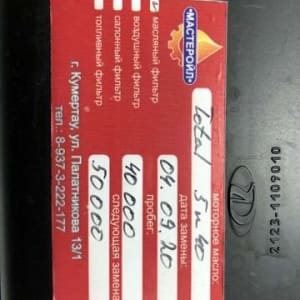 МАСТЕРОЙЛ
моторное масло:
Total 5w40
дата замены:
04.09.20
пробег:
40000
следующая замена
50000
масляный фильтр
воздушный фильтр
салонный фильтр
топливный фильтр
г. Кумертау, ул. Палатникова 13/1
тел.: 8-937-3-222-177
2123-1109010